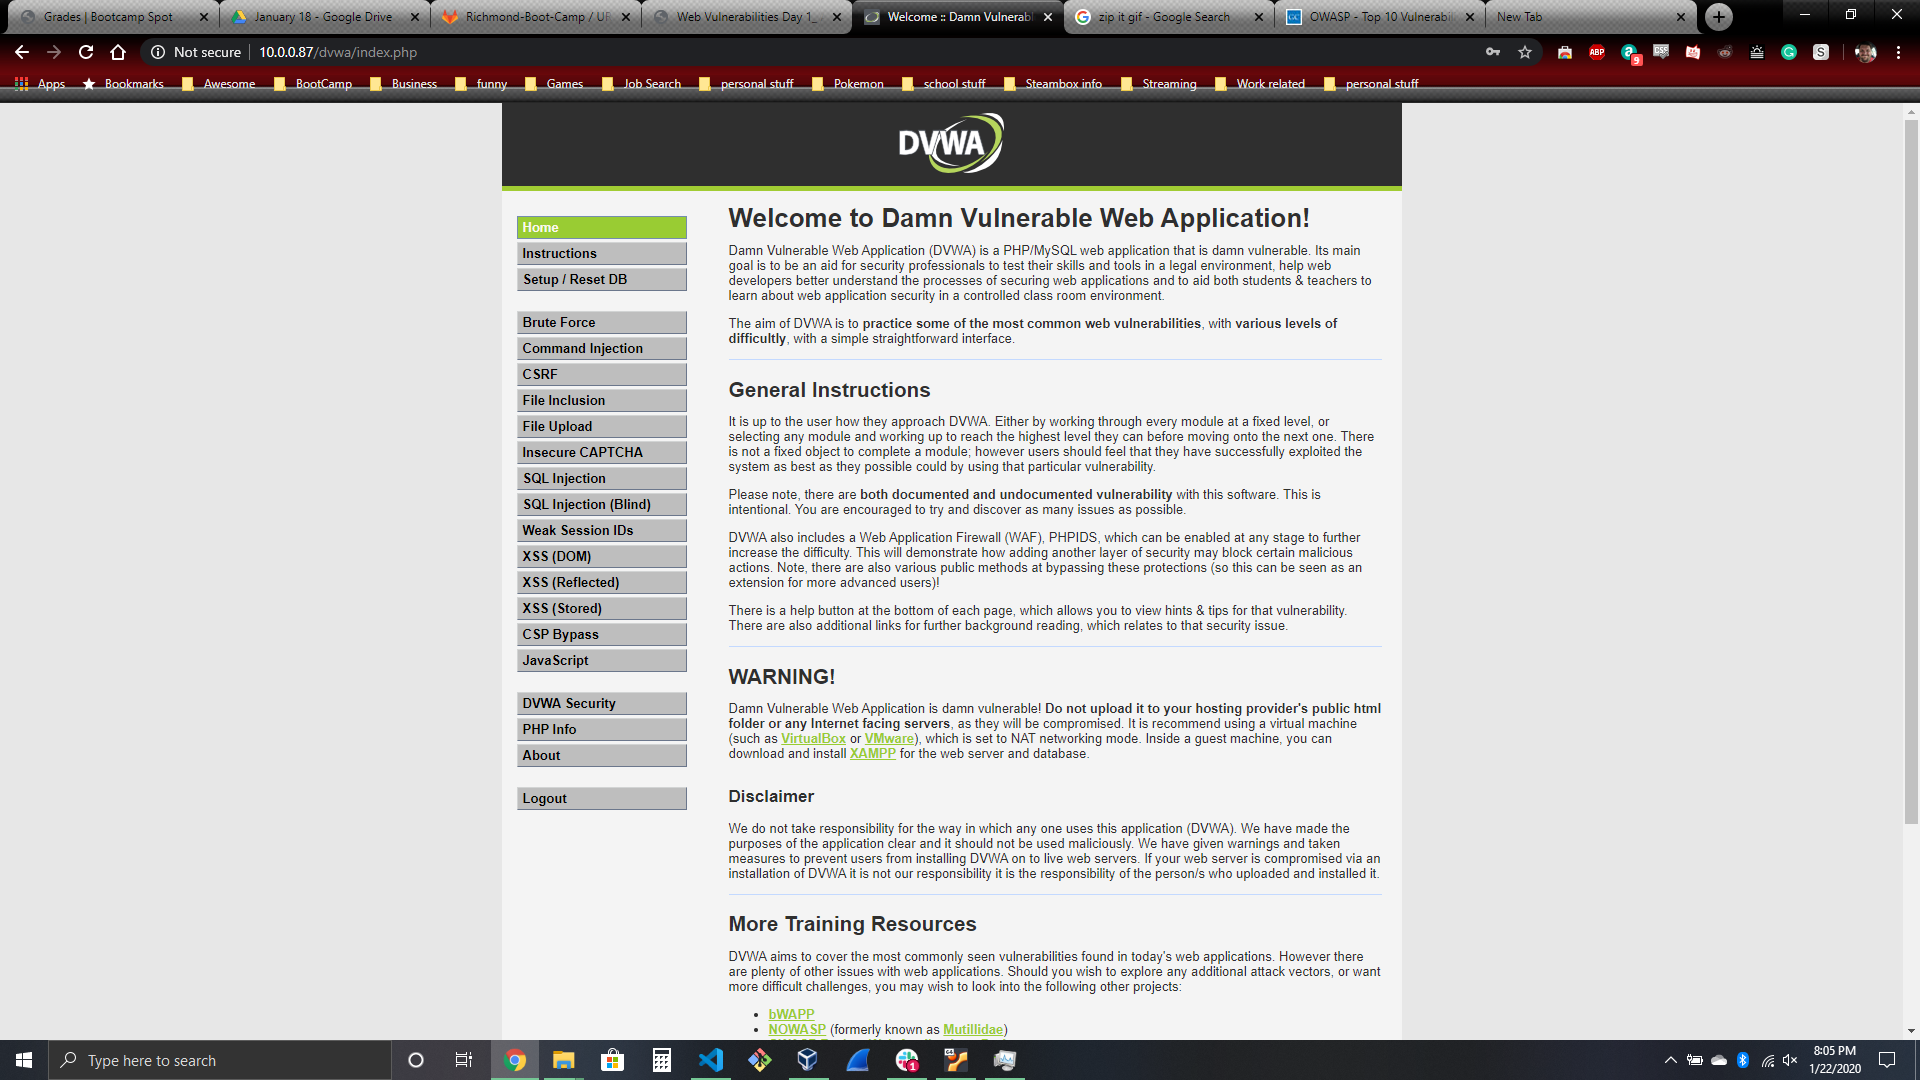 Grades | Bootcamp Spot
January 18 - Google Drive
Richmond-Boot-Camp / UR
Web Vulnerabilities Day 1_
Welcome :: Damn Vulnerabl
zip it gif - Google Search
OWASP - Top 10 Vulnerabil
New Tab
Not secure | 10.0.0.87/dvwa/index.php
ABP
9
CSS
S
Apps
Bookmarks
Awesome
BootCamp
Business
funny
Games
Job Search
personal stuff
Pokemon
school stuff
Steambox info
Streaming
Work related
personal stuff
DVWA
Home
Instructions
Setup / Reset DB
Brute Force
Command Injection
CSRF
File Inclusion
File Upload
Insecure CAPTCHA
SQL Injection
SQL Injection (Blind)
Weak Session IDs
XSS (DOM)
XSS (Reflected)
XSS (Stored)
CSP Bypass
JavaScript
DVWA Security
PHP Info
About
Logout
Welcome to Damn Vulnerable Web Application!
Damn Vulnerable Web Application (DVWA) is a PHP/MySQL web application that is damn vulnerable. Its main
goal is to be an aid for security professionals to test their skills and tools in a legal environment, help web
developers better understand the processes of securing web applications and to aid both students & teachers to
learn about web application security in a controlled class room environment.
The aim of DVWA is to practice some of the most common web vulnerabilities, with various levels of
difficultly, with a simple straightforward interface.
General Instructions
It is up to the user how they approach DVWA. Either by working through every module at a fixed level, or
selecting any module and working up to reach the highest level they can before moving onto the next one. There
is not a fixed object to complete a module; however users should feel that they have successfully exploited the
system as best as they possible could by using that particular vulnerability.
Please note, there are both documented and undocumented vulnerability with this software. This is
intentional. You are encouraged to try and discover as many issues as possible.
DVWA also includes a Web Application Firewall (WAF), PHPIDS, which can be enabled at any stage to further
increase the difficulty. This will demonstrate how adding another layer of security may block certain malicious
actions. Note, there are also various public methods at bypassing these protections (so this can be seen as an
extension for more advanced users)!
There is a help button at the bottom of each page, which allows you to view hints & tips for that vulnerability.
There are also additional links for further background reading, which relates to that security issue.
WARNING!
Damn Vulnerable Web Application is damn vulnerable! Do not upload it to your hosting provider's public html
folder or any Internet facing servers, as they will be compromised. It is recommend using a virtual machine
(such as VirtualBox or VMware), which is set to NAT networking mode. Inside a guest machine, you can
download and install XAMPP for the web server and database.
Disclaimer
We do not take responsibility for the way in which any one uses this application (DVWA). We have made the
purposes of the application clear and it should not be used maliciously. We have given warnings and taken
measures to prevent users from installing DVWA on to live web servers. If your web server is compromised via an
installation of DVWA it is not our responsibility it is the responsibility of the person/s who uploaded and installed it.
More Training Resources
DVWA aims to cover the most commonly seen vulnerabilities found in today's web applications. However there
are plenty of other issues with web applications. Should you wish to explore any additional attack vectors, or want
more difficult challenges, you may wish to look into the following other projects:
bWAPP
NOWASP (formerly known as Mutillidae)
Type here to search
1
8:05 PM
1/22/2020